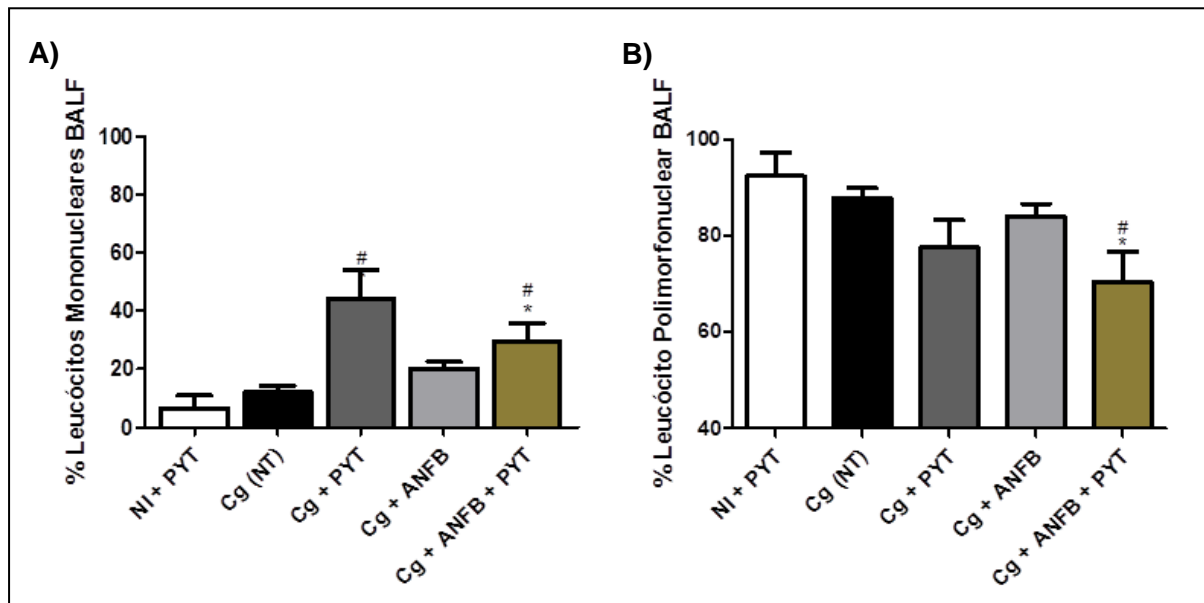 A)
% Leucócitos Mononucleares BALF
100
80
60
40
20
0
#
#
*
NI + PYT
Cg (NT)
Cg + PYT
Cg + ANFB
Cg + ANFB + PYT
B)
% Leucócito Polimorfonuclear BALF
100
80
60
40
#
*
NI + PYT
Cg (NT)
Cg + PYT
Cg + ANFB
Cg + ANFB + PYT